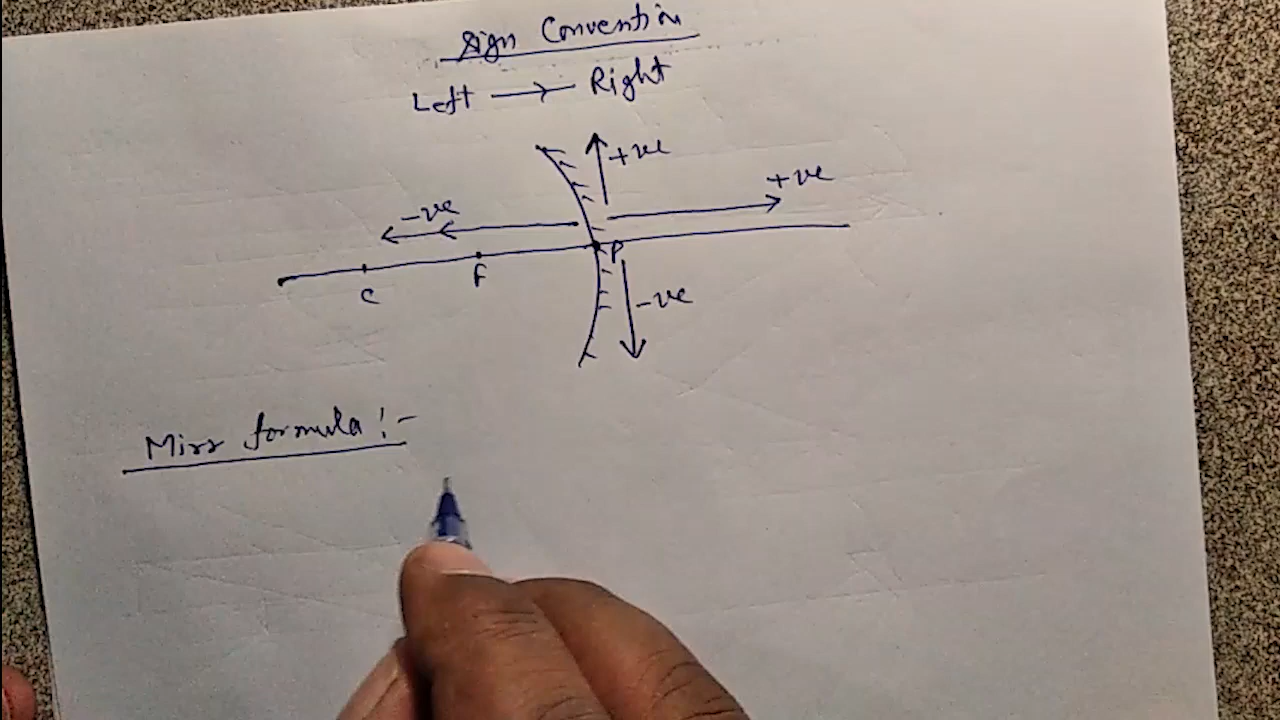 Sign Convention
Left → Right
+ve
+ve
-ve
P
F
C
-ve
Mirr formula :-